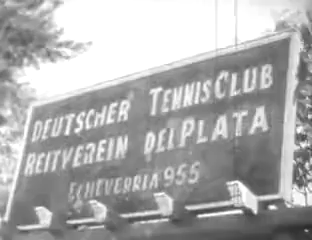 DEUTSCHER TENNIS CLUB
REITVEREIN DEL PLATA
ECHEVERRIA 955